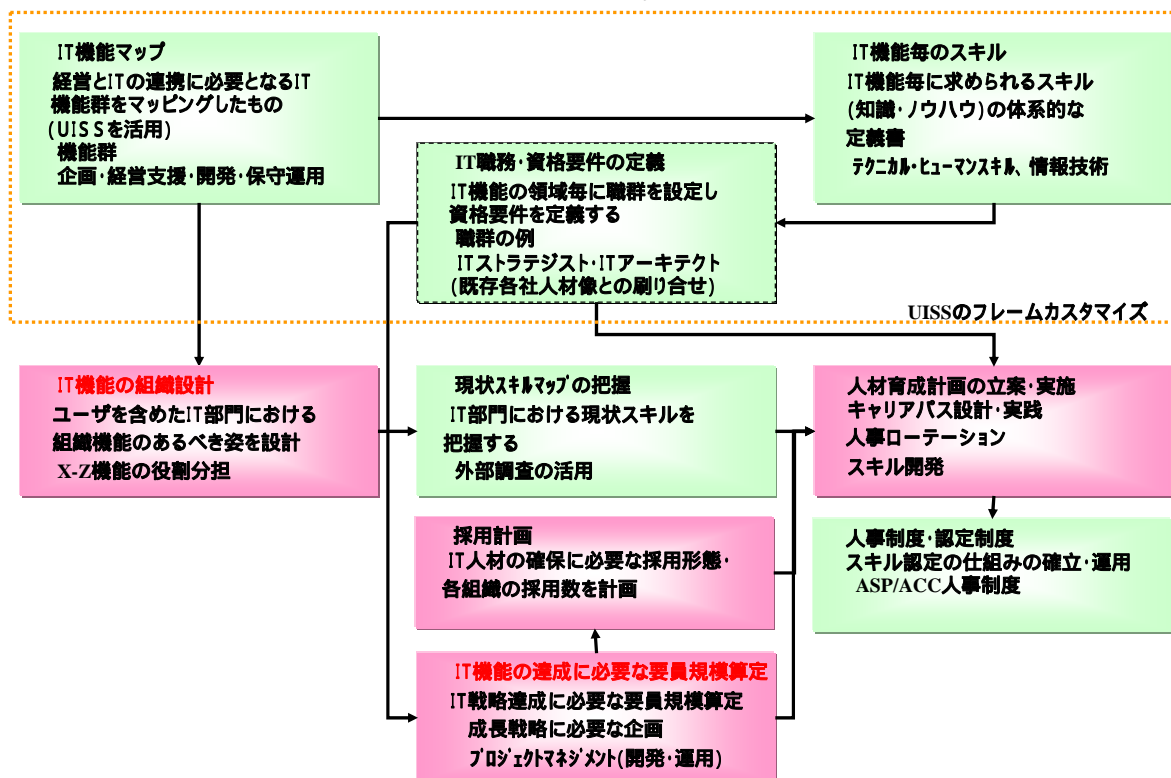 IT機能マップ
経営とITの連携に必要となるIT
機能群をマッピングしたもの
(UISSを活用)
機能群
企画・経営支援・開発・保守運用
IT機能毎のスキル
IT機能毎に求められるスキル
(知識・ノウハウ)の体系的な
定義書
テクニカル・ヒューマンスキル、情報技術
IT職務・資格要件の定義
IT機能の領域毎に職群を設定し
資格要件を定義する
職群の例
ITストラテジスト・ITアーキテクト
(既存各社人材像との刷り合せ)
UISSのフレームカスタマイズ
IT機能の組織設計
ユーザを含めたIT部門における
組織機能のあるべき姿を設計
X-Z機能の役割分担
現状スキルマップの把握
IT部門における現状スキルを
把握する
外部調査の活用
人材育成計画の立案・実施
キャリアパス設計・実践
人事ローテーション
スキル開発
採用計画
IT人材の確保に必要な採用形態・
各組織の採用数を計画
人事制度・認定制度
スキル認定の仕組みの確立・運用
ASP/ACC人事制度
IT機能の達成に必要な要員規模算定
IT戦略達成に必要な要員規模算定
成長戦略に必要な企画
プロジェクトマネジメント(開発・運用)